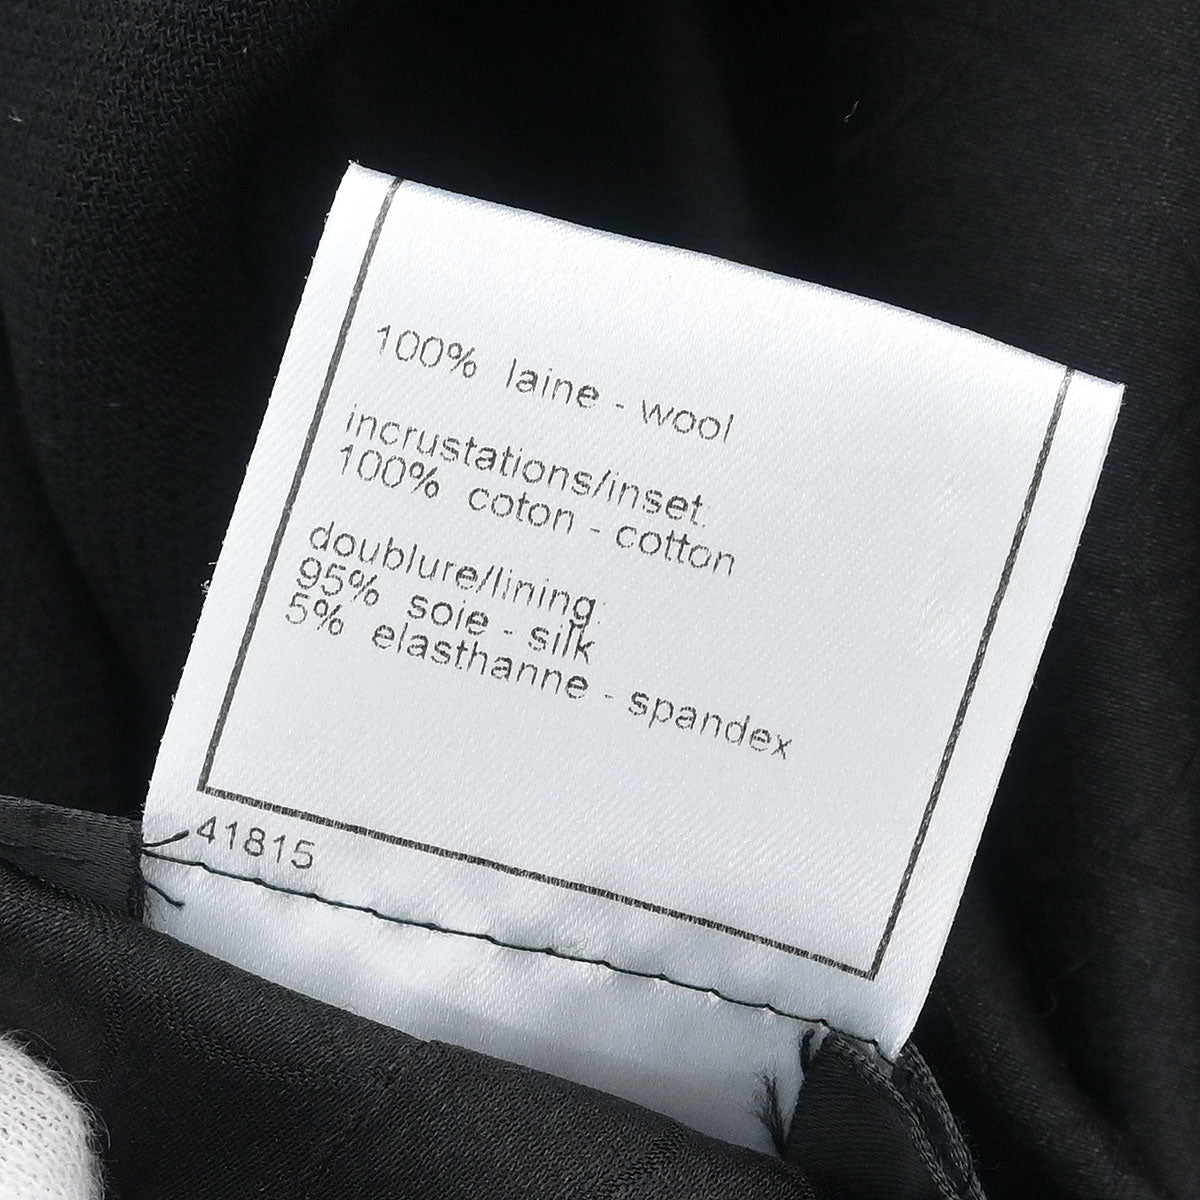 100% laine - wool
incrustations/inset.
100% coton - cotton
doublure/lining:
95% soie - silk
5% elasthanne - spandex
41815